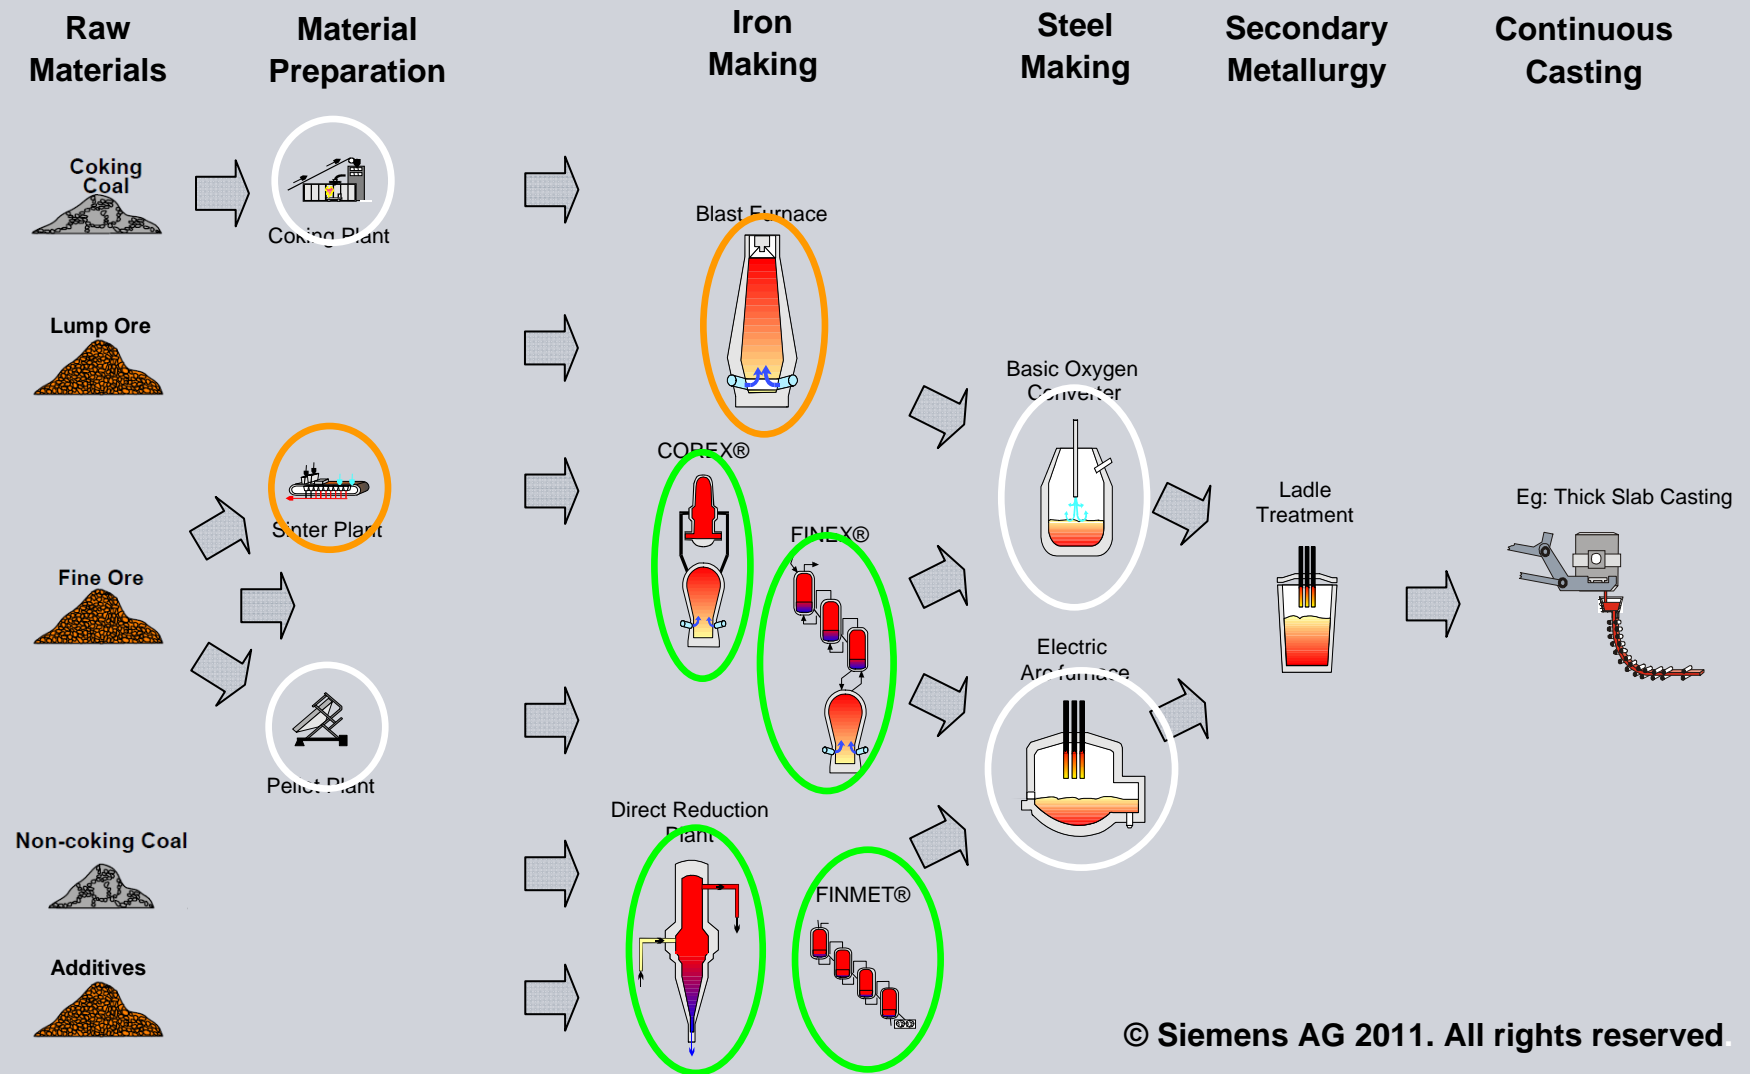 Raw
Materials
Material
Preparation
Iron
Making
Steel
Making
Secondary
Metallurgy
Continuous
Casting
Coking
Coal
Coking Plant
Blast Furnace
Lump Ore
Basic Oxygen
Converter
COREX®
Sinter Plant
FINEX®
Ladle
Treatment
Eg: Thick Slab Casting
Fine Ore
Electric
Arc furnace
Pellet Plant
Direct Reduction
Plant
Non-coking Coal
FINMET®
Additives
© Siemens AG 2011. All rights reserved.